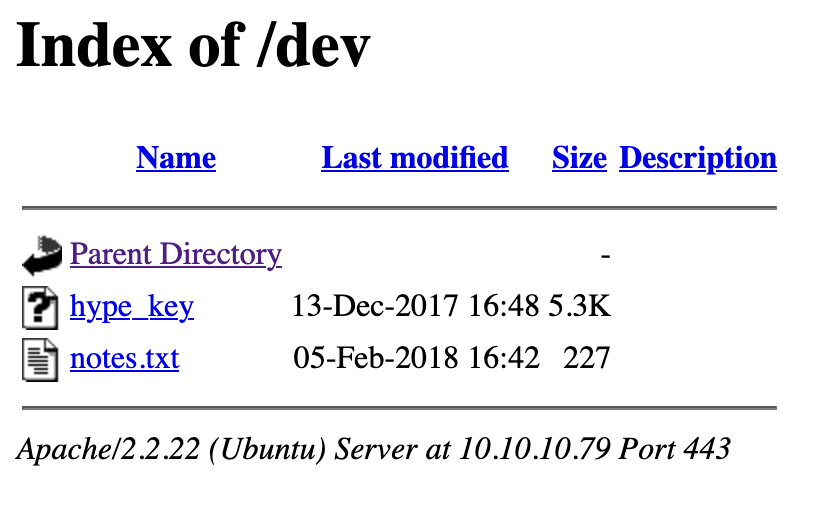 Index of /dev
Name Last modified Size Description
Parent Directory -
hype_key 13-Dec-2017 16:48 5.3K
notes.txt 05-Feb-2018 16:42 227
Apache/2.2.22 (Ubuntu) Server at 10.10.10.79 Port 443